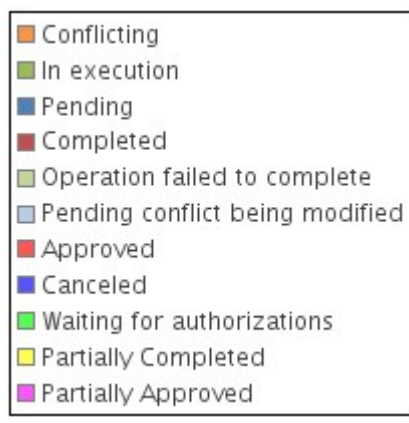 Conflicting
In execution
Pending
Completed
Operation failed to complete
Pending conflict being modified
Approved
Canceled
Waiting for authorizations
Partially Completed
Partially Approved